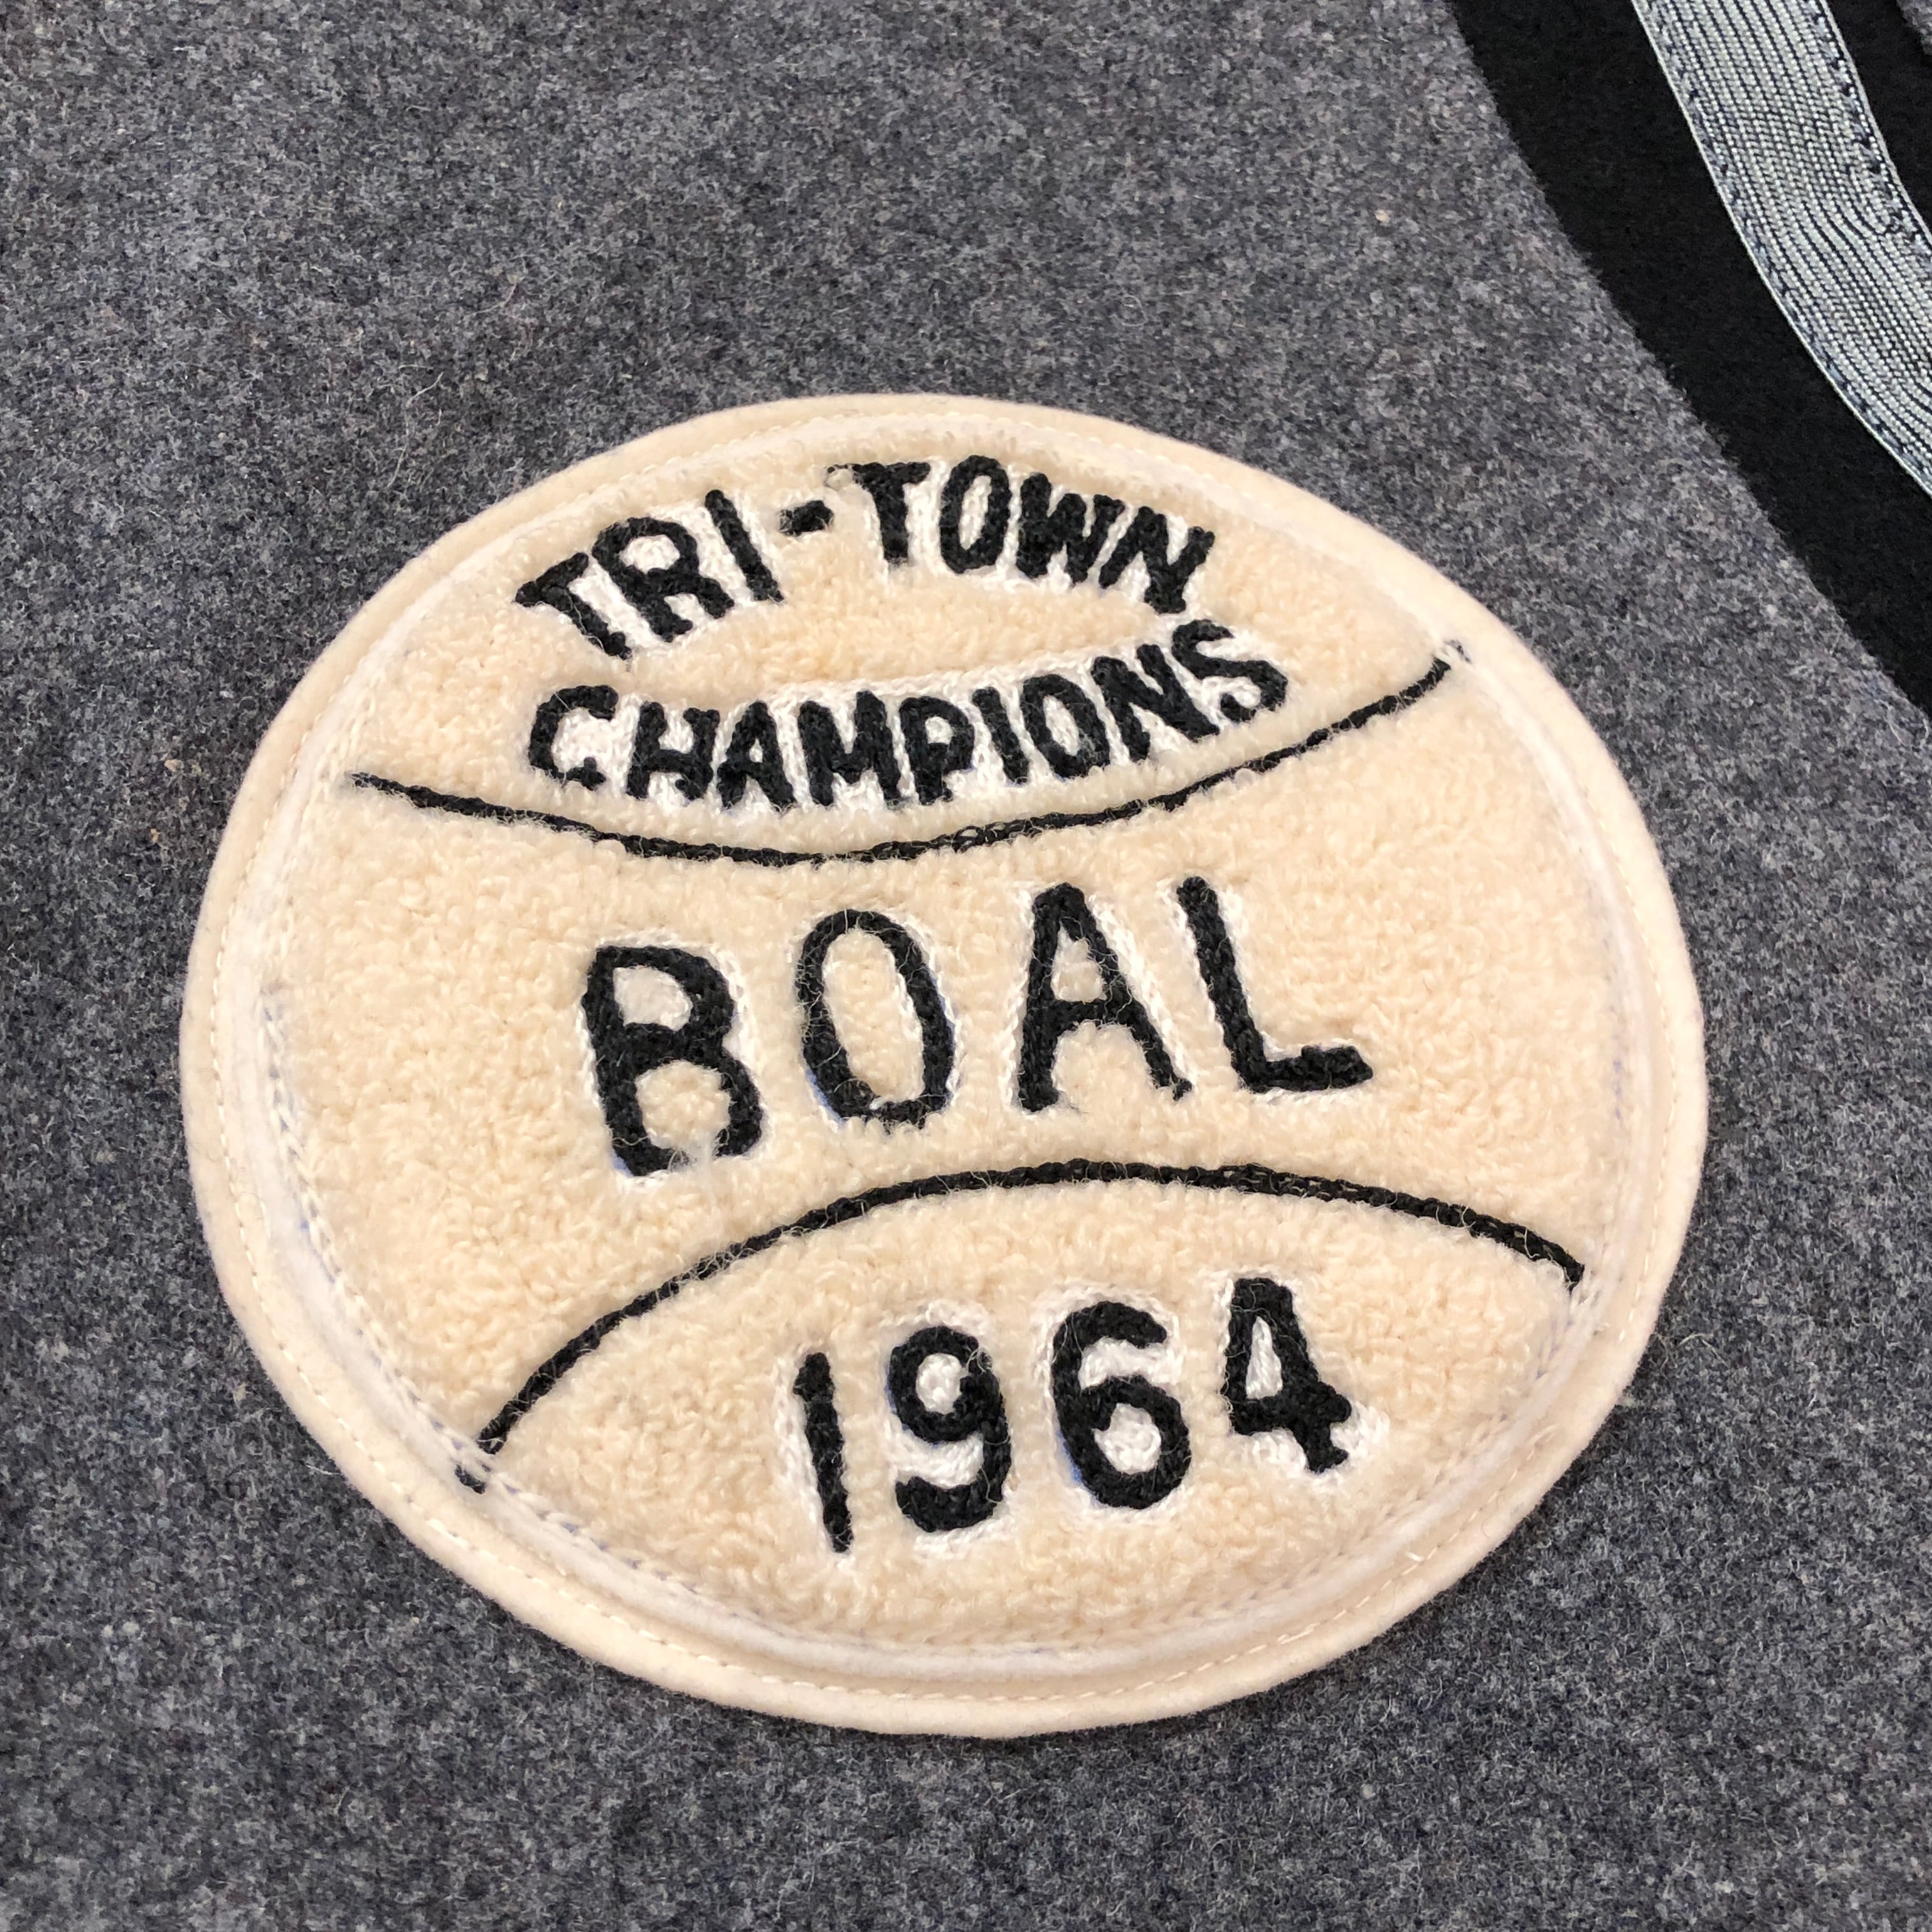 TRI-TOWN
CHAMPIONS
BOAL
1964